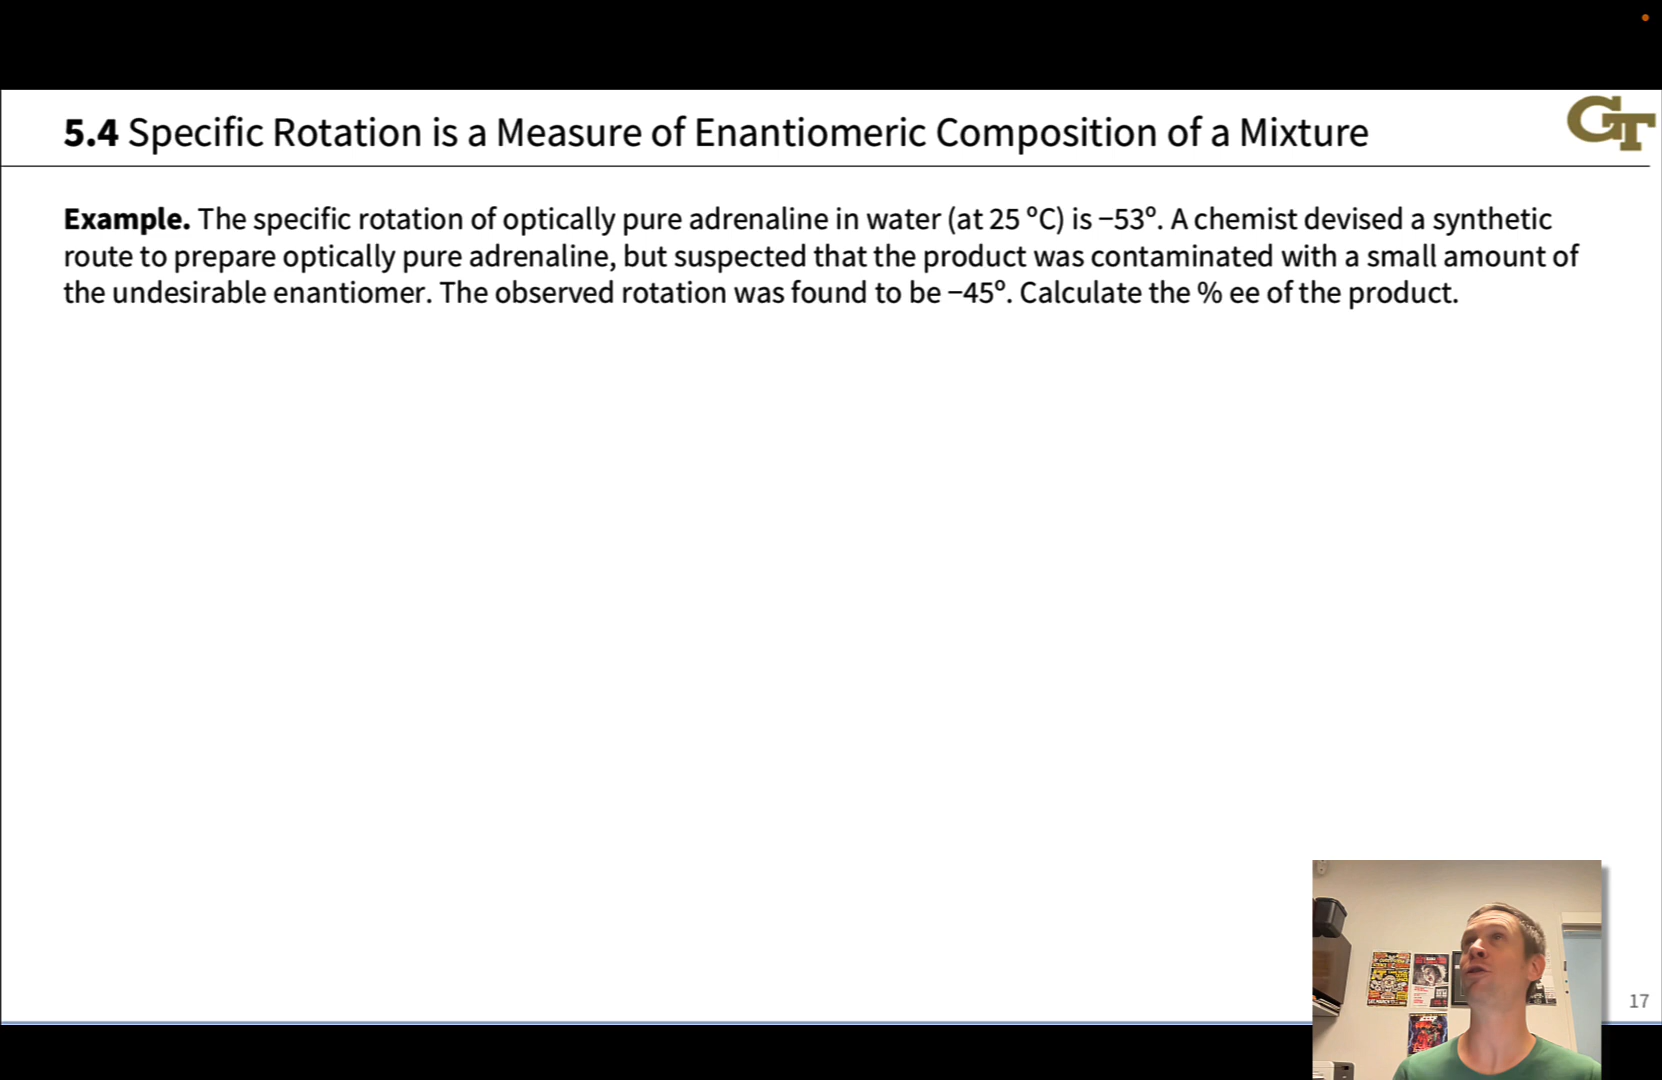 5.4 Specific Rotation is a Measure of Enantiomeric Composition of a Mixture
GT
Example. The specific rotation of optically pure adrenaline in water (at 25 ºC) is −53º. A chemist devised a synthetic
route to prepare optically pure adrenaline, but suspected that the product was contaminated with a small amount of
the undesirable enantiomer. The observed rotation was found to be −45º. Calculate the % ee of the product.
17